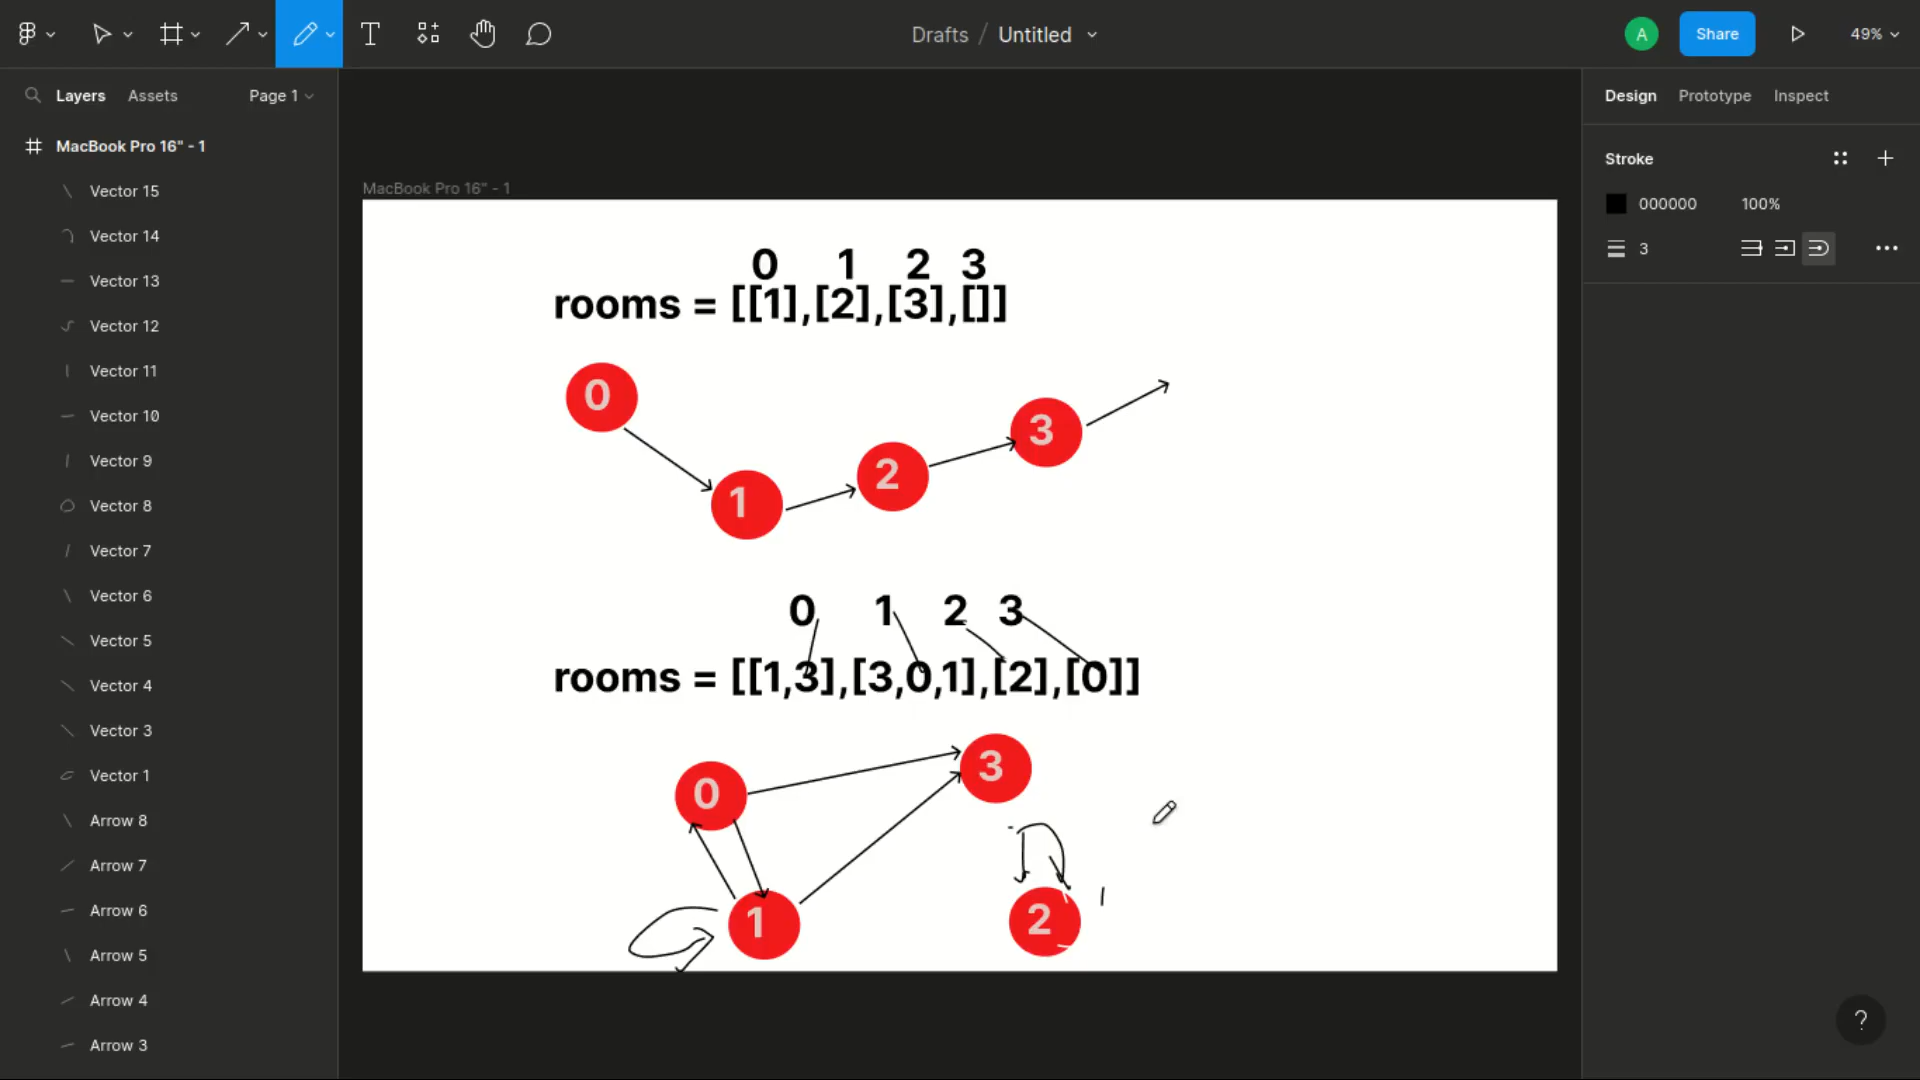 T
Drafts / Untitled
A
Share
49%
Layers
Assets
Page 1
Design
Prototype
Inspect
MacBook Pro 16" - 1
Vector 15
Vector 14
Vector 13
Vector 12
Vector 11
Vector 10
Vector 9
Vector 8
Vector 7
Vector 6
Vector 5
Vector 4
Vector 3
Vector 1
Arrow 8
Arrow 7
Arrow 6
Arrow 5
Arrow 4
Arrow 3
MacBook Pro 16" - 1
0 1 2 3
rooms = [[1],[2],[3],[]]
0
1
2
3
0 1 2 3
rooms = [[1,3],[3,0,1],[2],[0]]
0
3
1
2
Stroke
000000 100%
3
?